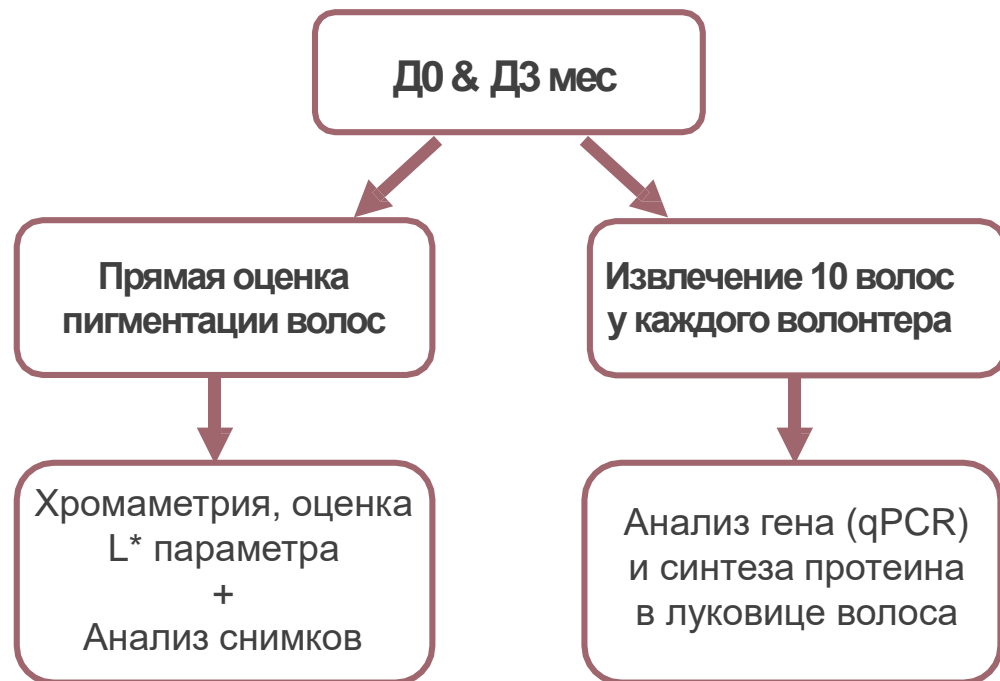 Д0 & Д3 мес
Прямая оценка
пигментации волос
Извлечение 10 волос
у каждого волонтера
Хромаметрия, оценка
L* параметра
+
Анализ снимков
Анализ гена (qPCR)
и синтеза протеина
в луковице волоса